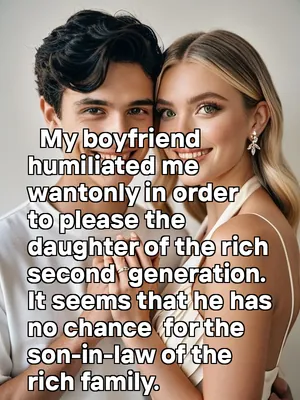 My boyfriend
humiliated me
wantonly in order
to please the
daughter of the rich
second generation.
It seems that he has
no chance for the
son-in-law of the
rich family.